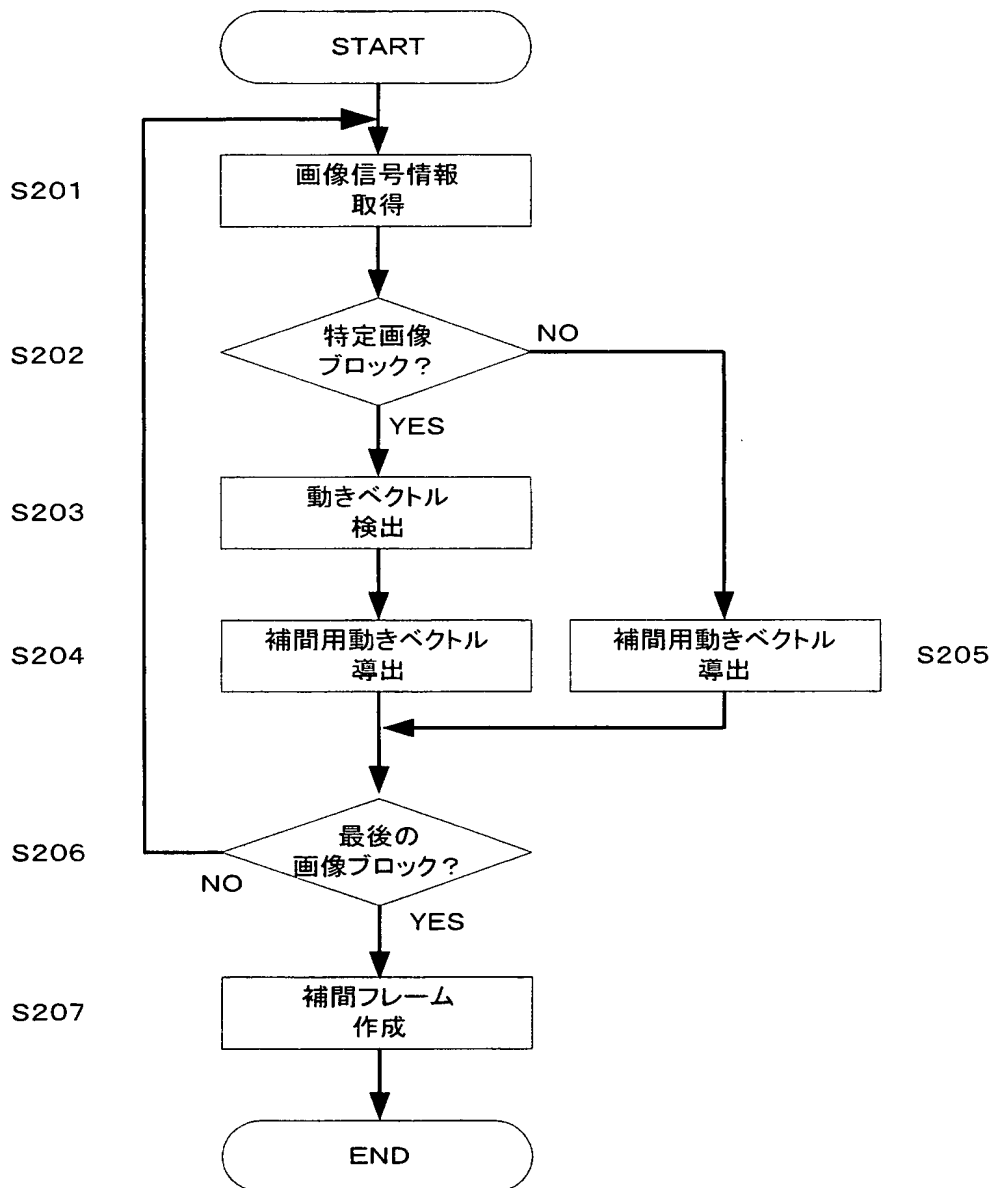 START
S201
画像信号情報
取得
S202
特定画像
ブロック?
NO
YES
S203
動きベクトル
検出
S204
補間用動きベクトル
導出
補間用動きベクトル
導出
S205
S206
最後の
画像ブロック?
NO
YES
S207
補間フレーム
作成
END